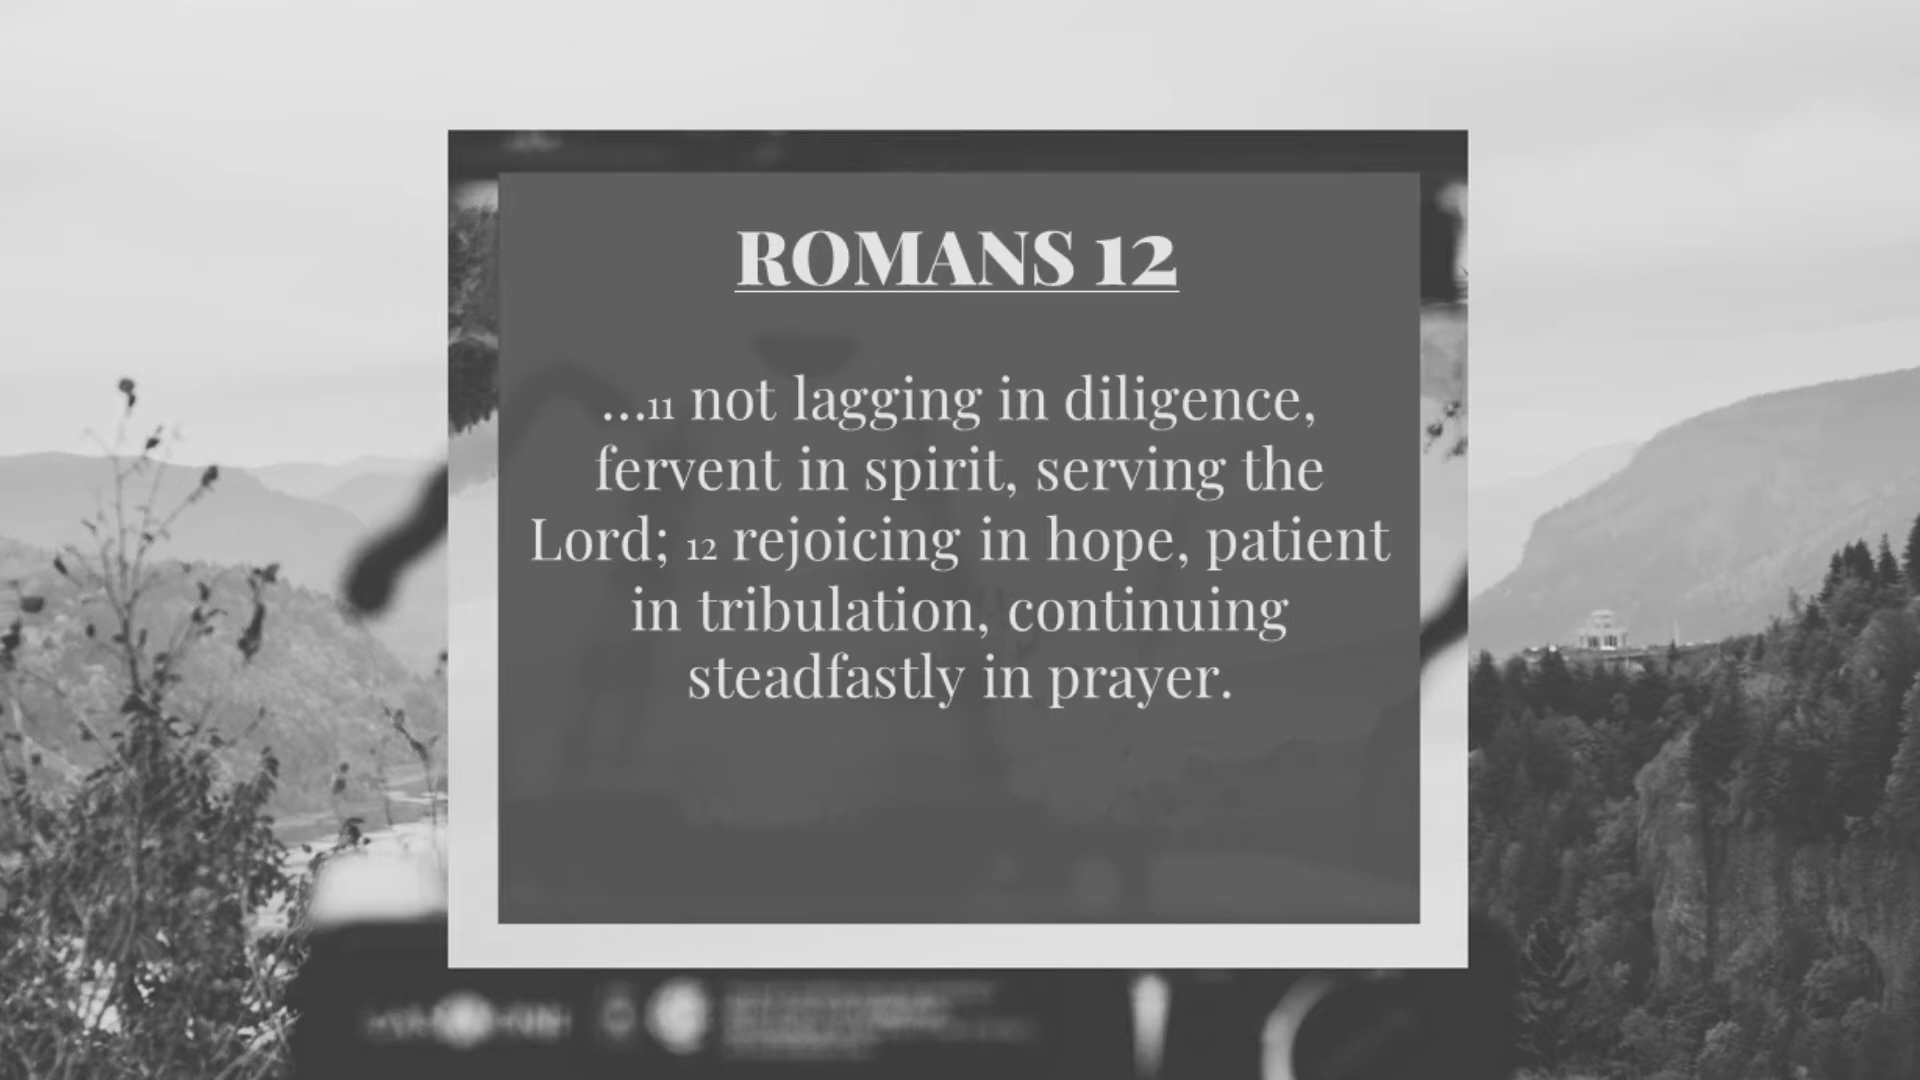 ROMANS 12
...11 not lagging in diligence,
fervent in spirit, serving the
Lord; 12 rejoicing in hope, patient
in tribulation, continuing
steadfastly in prayer.